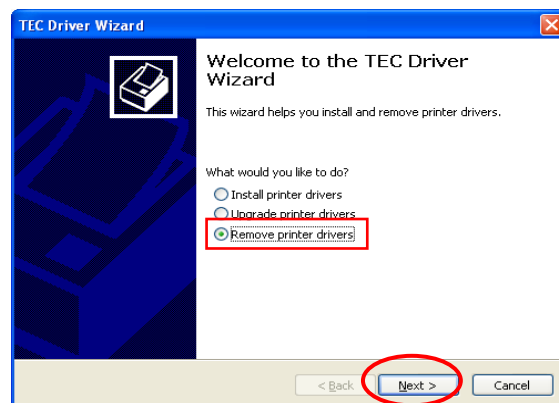 TEC Driver Wizard
Welcome to the TEC Driver
Wizard
This wizard helps you install and remove printer drivers.
What would you like to do?
Install printer drivers
Upgrade printer drivers
Remove printer drivers
< Back
Next >
Cancel